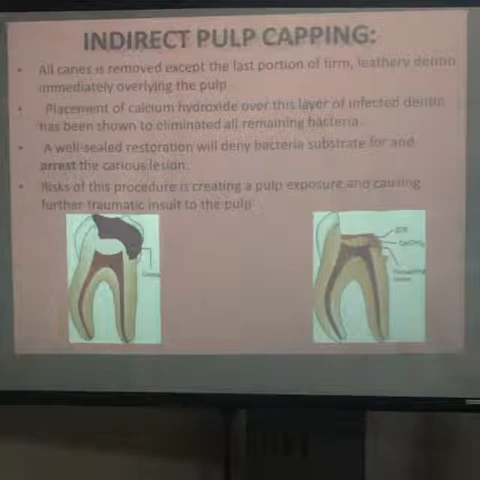 INDIRECT PULP CAPPING:
• All caries is removed except the last portion of firm, leathery dentin
immediately overlying the pulp
• Placement of calcium hydroxide over this layer of infected dentin
has been shown to eliminated all remaining bacteria.
• A well-sealed restoration will deny bacteria substrate for and
arrest the carious lesion.
• Risks of this procedure is creating a pulp exposure and causing
further traumatic insult to the pulp